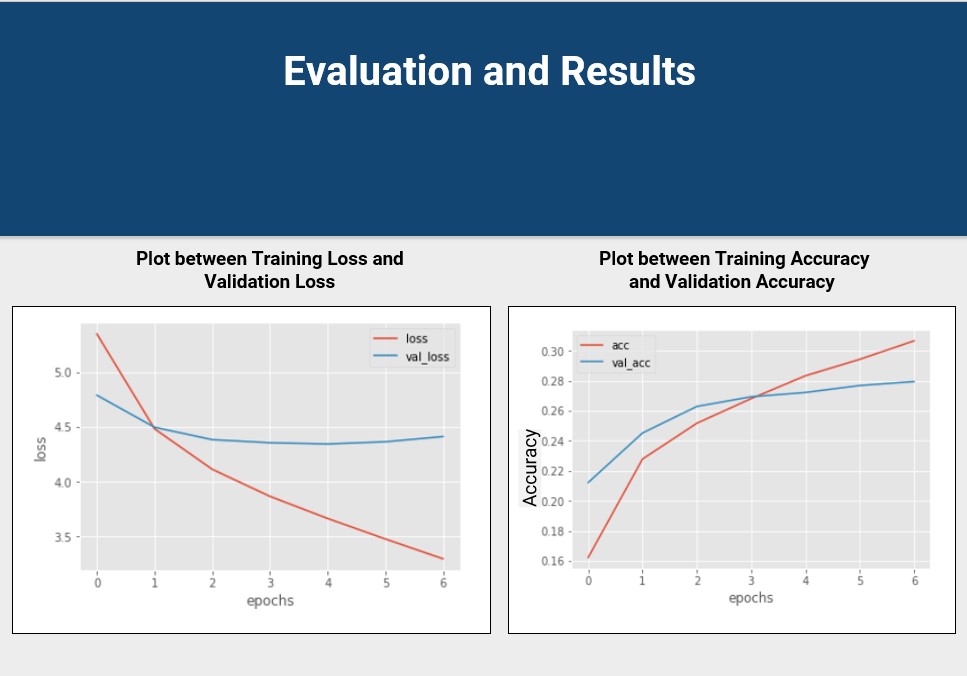 Evaluation and Results
Plot between Training Loss and
Validation Loss
loss
val_loss
5.0
4.5
4.0
3.5
loss
0 1 2 3 4 5 6
epochs
Plot between Training Accuracy
and Validation Accuracy
acc
val_acc
0.30
0.28
0.26
0.24
0.22
0.20
0.18
0.16
Accuracy
0 1 2 3 4 5 6
epochs